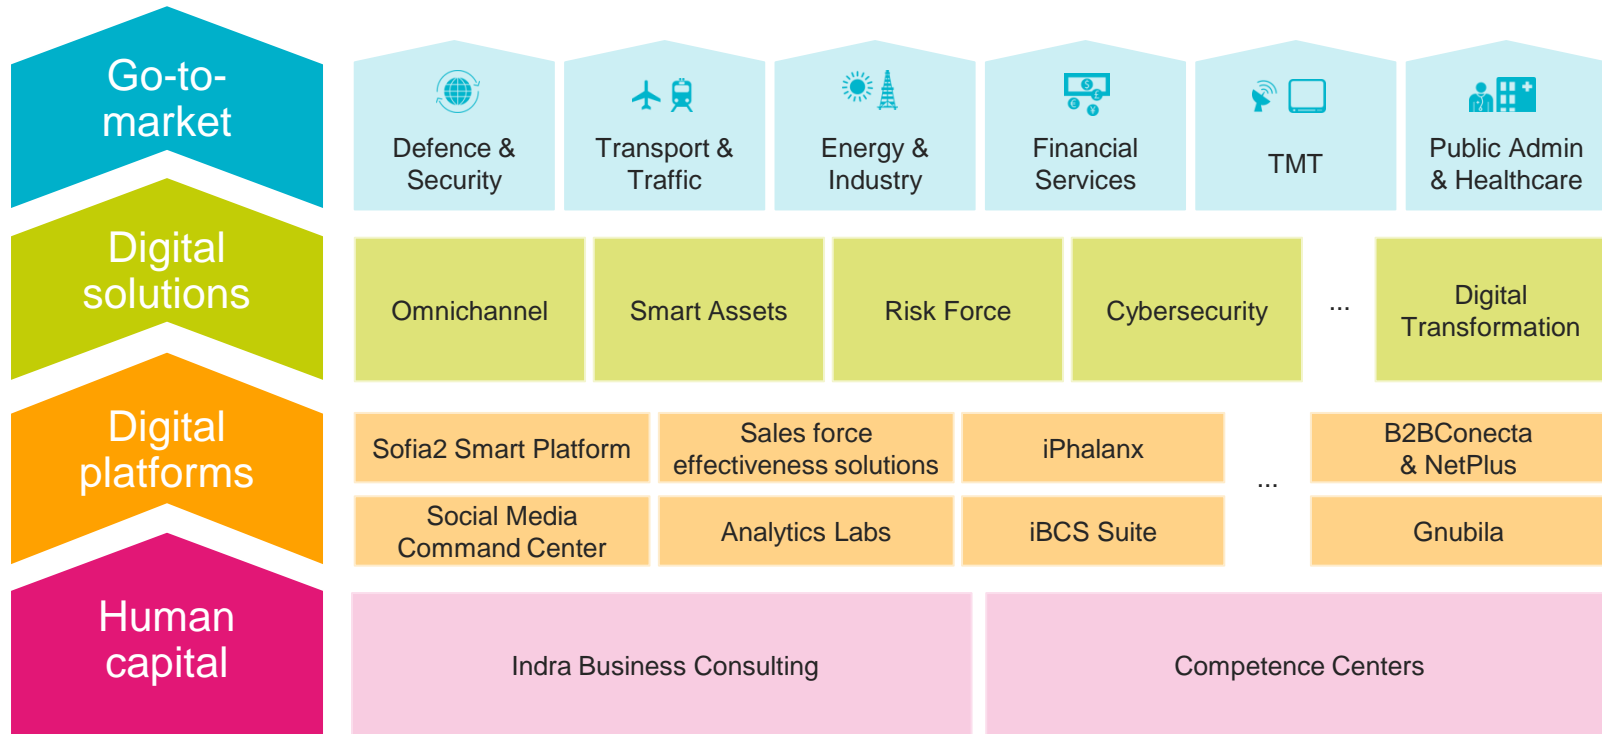 Go-to-
market
Defence &
Security
Transport &
Traffic
Energy &
Industry
Financial
Services
TMT
Public Admin
& Healthcare
Digital
solutions
Omnichannel
Smart Assets
Risk Force
Cybersecurity
...
Digital
Transformation
Digital
platforms
Sofia2 Smart Platform
Sales force
effectiveness solutions
iPhalanx
...
B2BConecta
& NetPlus
Social Media
Command Center
Analytics Labs
iBCS Suite
Gnubila
Human
capital
Indra Business Consulting
Competence Centers